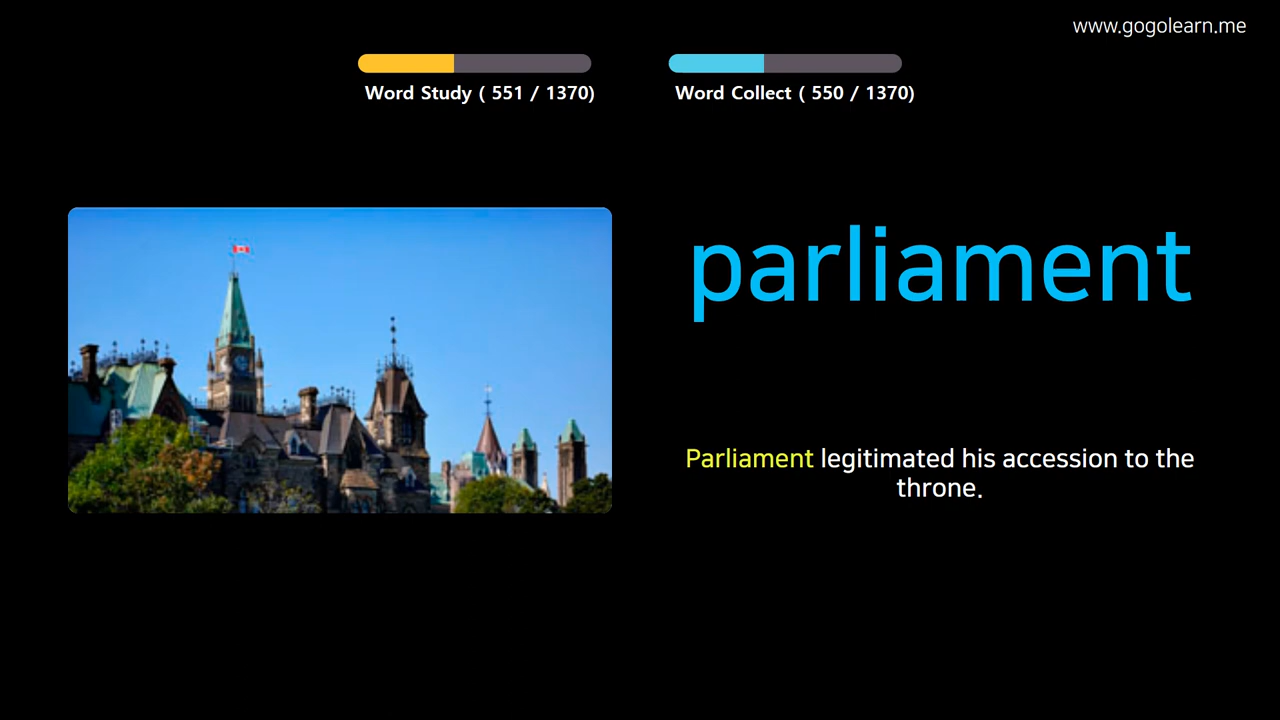 www.gogolearn.me
Word Study ( 551 / 1370)
Word Collect ( 550 / 1370)
parliament
Parliament legitimated his accession to the
throne.